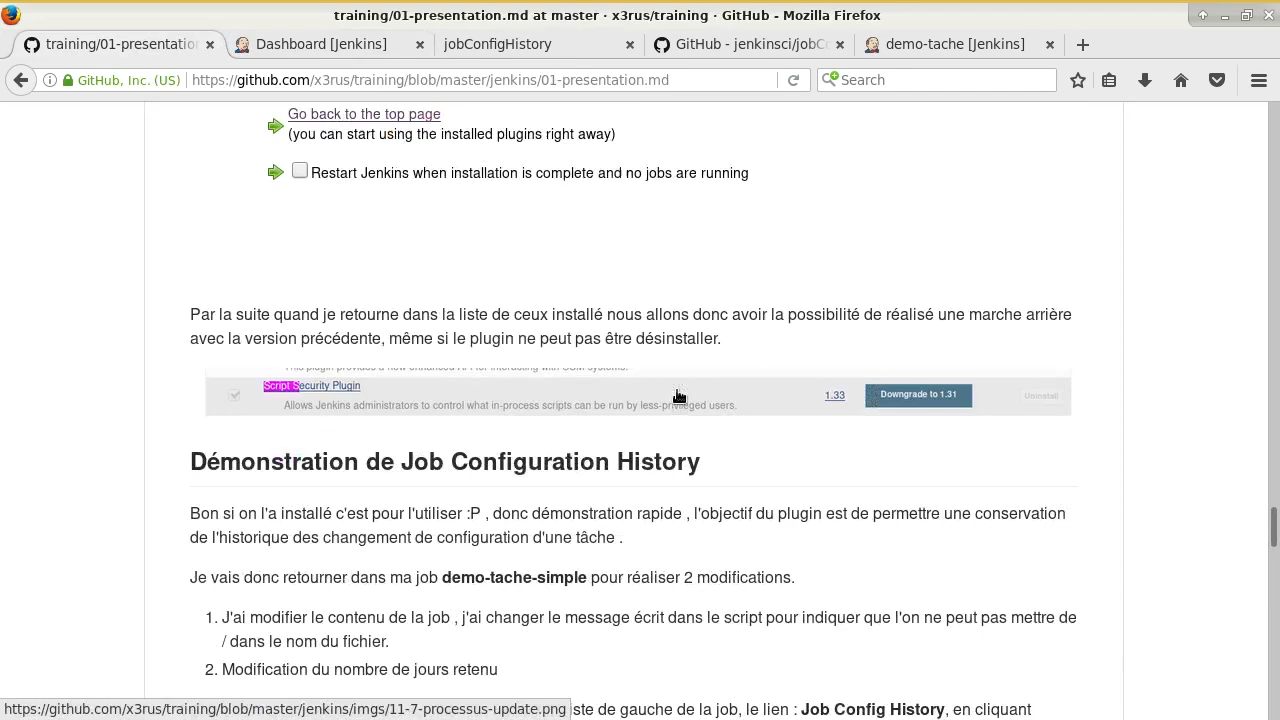 training/01-presentation.md at master · x3rus/training · GitHub - Mozilla Firefox
training/01-presentatio
Dashboard [Jenkins]
jobConfigHistory
GitHub - jenkinsci/jobC
demo-tache [Jenkins]
GitHub, Inc. (US)
https://github.com/x3rus/training/blob/master/jenkins/01-presentation.md
Search
Go back to the top page
(you can start using the installed plugins right away)
Restart Jenkins when installation is complete and no jobs are running
Par la suite quand je retourne dans la liste de ceux installé nous allons donc avoir la possibilité de réalisé une marche arrière
avec la version précédente, même si le plugin ne peut pas être désinstaller.
This plugin provides a new enhanced API for interacting with SCM systems.
Script Security Plugin
Allows Jenkins administrators to control what in-process scripts can be run by less-privileged users.
1.33
Downgrade to 1.31
Uninstall
Démonstration de Job Configuration History
Bon si on l'a installé c'est pour l'utiliser :P , donc démonstration rapide , l'objectif du plugin est de permettre une conservation
de l'historique des changement de configuration d'une tâche .
Je vais donc retourner dans ma job demo-tache-simple pour réaliser 2 modifications.
1. J'ai modifier le contenu de la job , j'ai changer le message écrit dans le script pour indiquer que l'on ne peut pas mettre de
/ dans le nom du fichier.
2. Modification du nombre de jours retenu
https://github.com/x3rus/training/blob/master/jenkins/imgs/11-7-processus-update.png
ste de gauche de la job, le lien : Job Config History, en cliquant